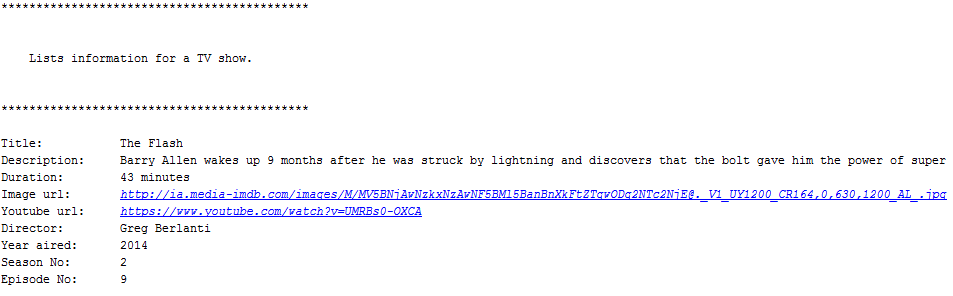 ********************************************
Lists information for a TV show.
********************************************
Title: The Flash
Description: Barry Allen wakes up 9 months after he was struck by lightning and discovers that the bolt gave him the power of super
Duration: 43 minutes
Image url: http://ia.media-imdb.com/images/M/MV5BNjAwNzkxNzAwNF5BMl5BanBnXkFtZTgwODg2NTc2NjE@._V1_UY1200_CR164,0,630,1200_AL_.jpg
Youtube url: https://www.youtube.com/watch?v=UMRBs0-OXCA
Director: Greg Berlanti
Year aired: 2014
Season No: 2
Episode No: 9